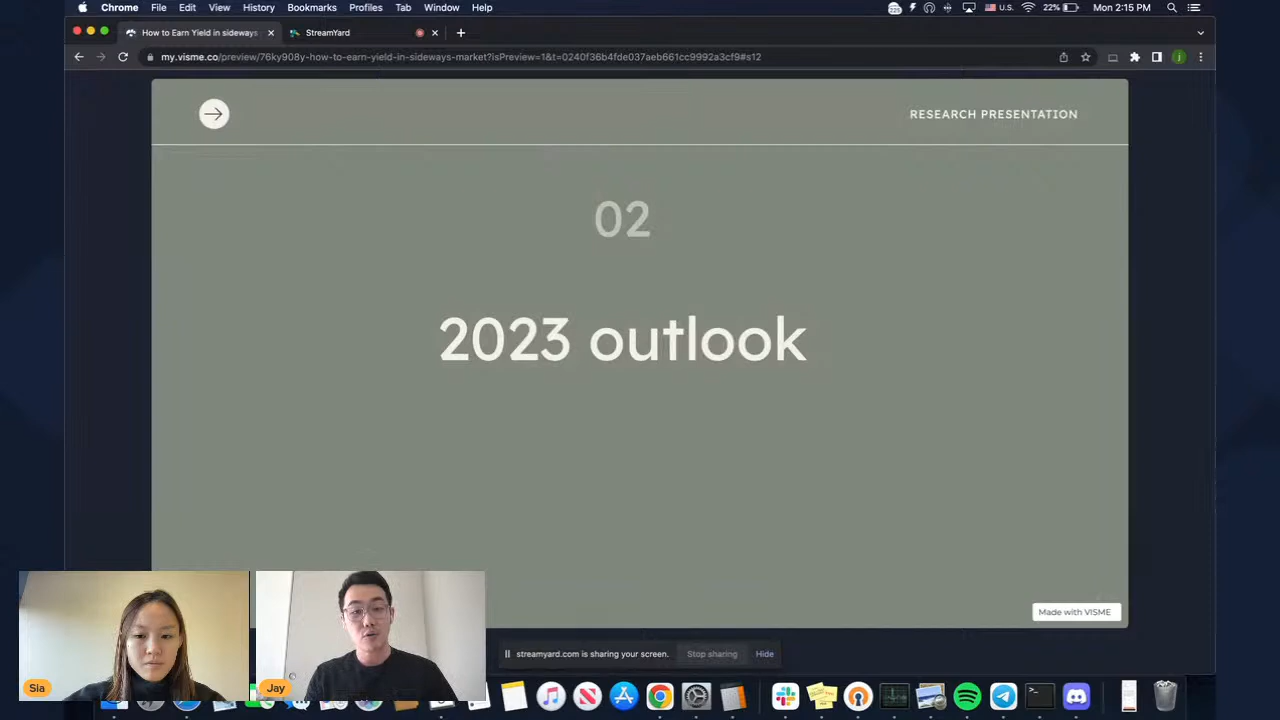 Chrome File Edit View History Bookmarks Profiles Tab Window Help
225 U.S. 22% Mon 2:15 PM
How to Earn Yield in sideways
StreamYard
my.visme.co/preview/76ky908y-how-to-earn-yield-in-sideways-market?isPreview=1&t=0240f36b4fde037aeb661cc9992a3cf9#s12
j
RESEARCH PRESENTATION
02
2023 outlook
Made with VISME
streamyard.com is sharing your screen. Stop sharing Hide
Sia
Jay